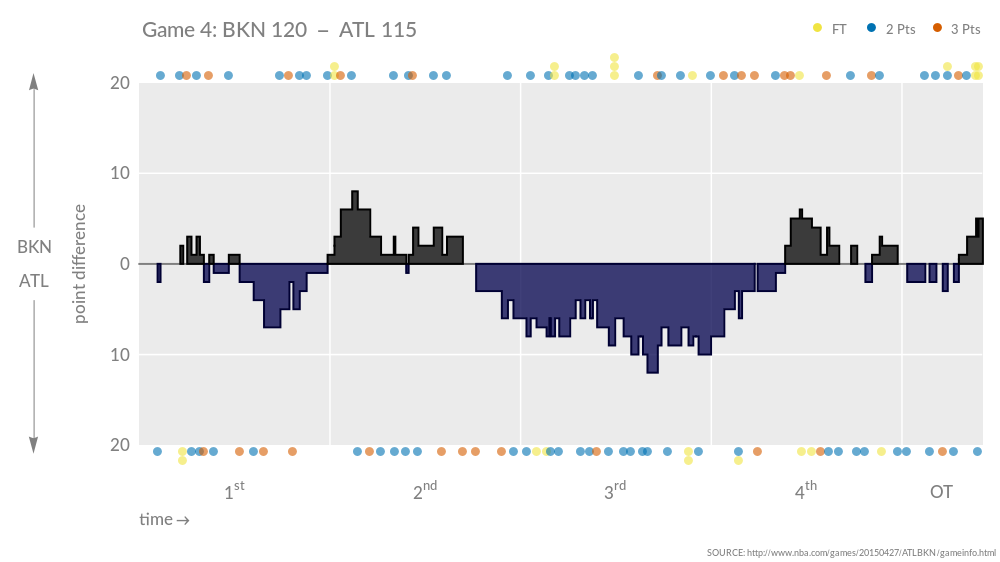 Game 4: BKN 120 – ATL 115
FT 2 Pts 3 Pts
20
10
0
10
20
BKN
ATL
point difference
1st 2nd 3rd 4th OT
time→
SOURCE: http://www.nba.com/games/20150427/ATLBKN/gameinfo.html